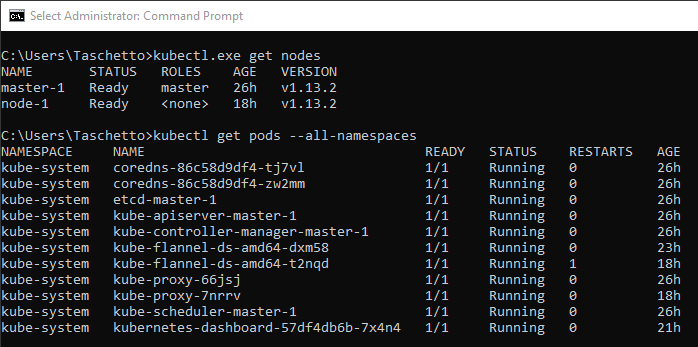 Select Administrator: Command Prompt
C:\Users\Taschetto>kubectl.exe get nodes
NAME STATUS ROLES AGE VERSION
master-1 Ready master 26h v1.13.2
node-1 Ready <none> 18h v1.13.2
C:\Users\Taschetto>kubectl get pods --all-namespaces
NAMESPACE NAME READY STATUS RESTARTS AGE
kube-system coredns-86c58d9df4-tj7vl 1/1 Running 0 26h
kube-system coredns-86c58d9df4-zw2mm 1/1 Running 0 26h
kube-system etcd-master-1 1/1 Running 0 26h
kube-system kube-apiserver-master-1 1/1 Running 0 26h
kube-system kube-controller-manager-master-1 1/1 Running 0 26h
kube-system kube-flannel-ds-amd64-dxm58 1/1 Running 0 23h
kube-system kube-flannel-ds-amd64-t2nqd 1/1 Running 1 18h
kube-system kube-proxy-66jsj 1/1 Running 0 26h
kube-system kube-proxy-7nrrv 1/1 Running 0 18h
kube-system kube-scheduler-master-1 1/1 Running 0 26h
kube-system kubernetes-dashboard-57df4db6b-7x4n4 1/1 Running 0 21h